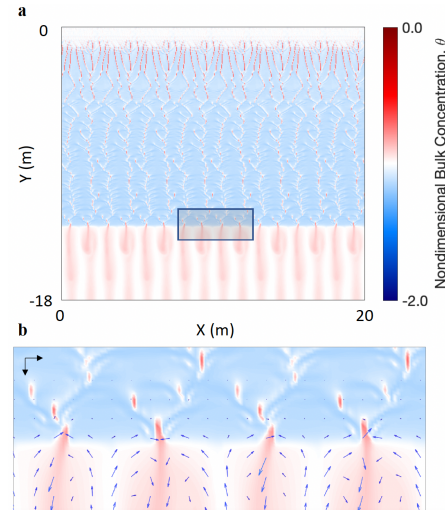 a
0
Y (m)
-18
0
X (m)
20
0.0
-2.0
Nondimensional Bulk Concentration, θ
b